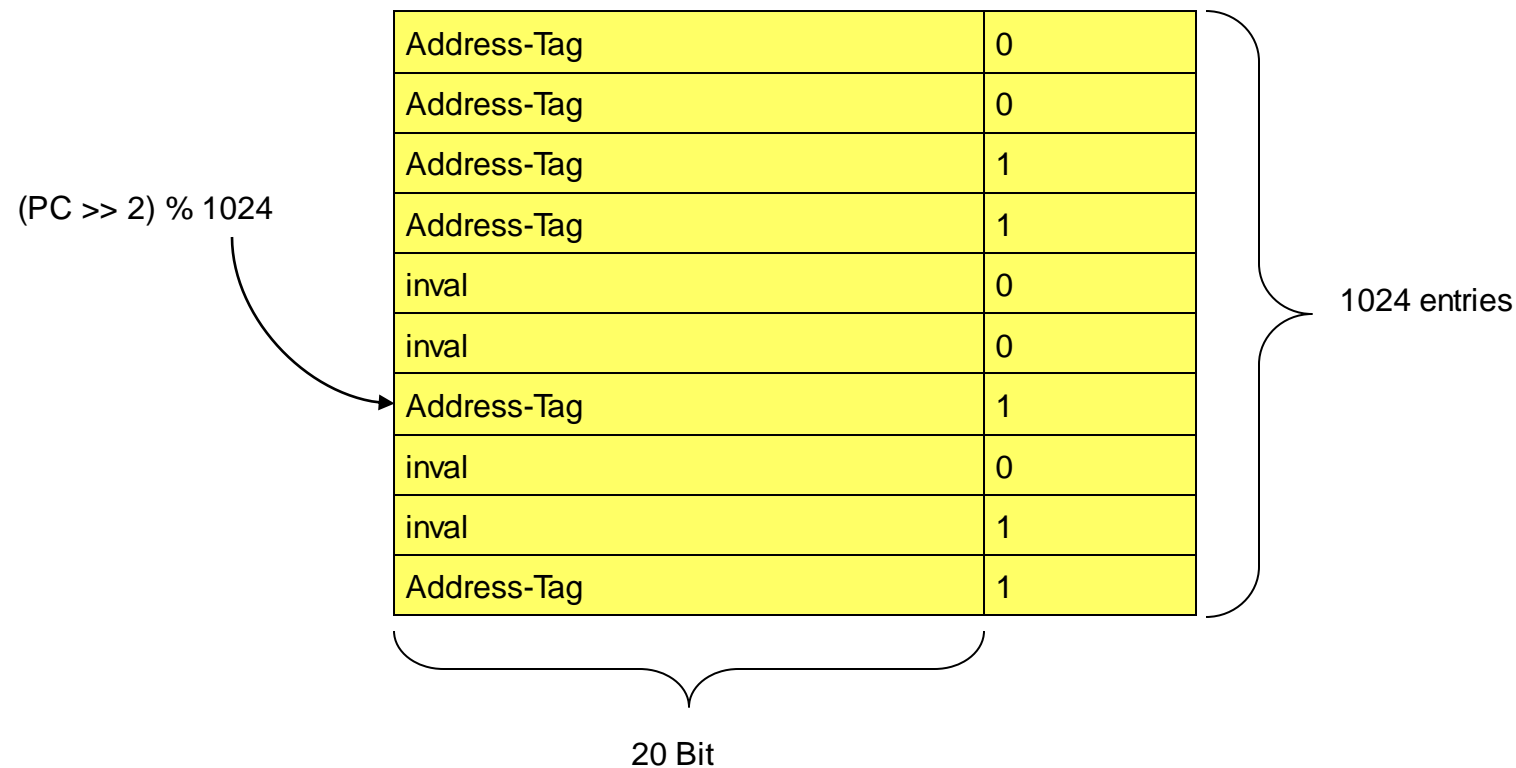 Address-Tag 0
Address-Tag 0
Address-Tag 1
(PC >> 2) % 1024
Address-Tag 1
inval 0
1024 entries
inval 0
Address-Tag 1
inval 0
inval 1
Address-Tag 1
20 Bit